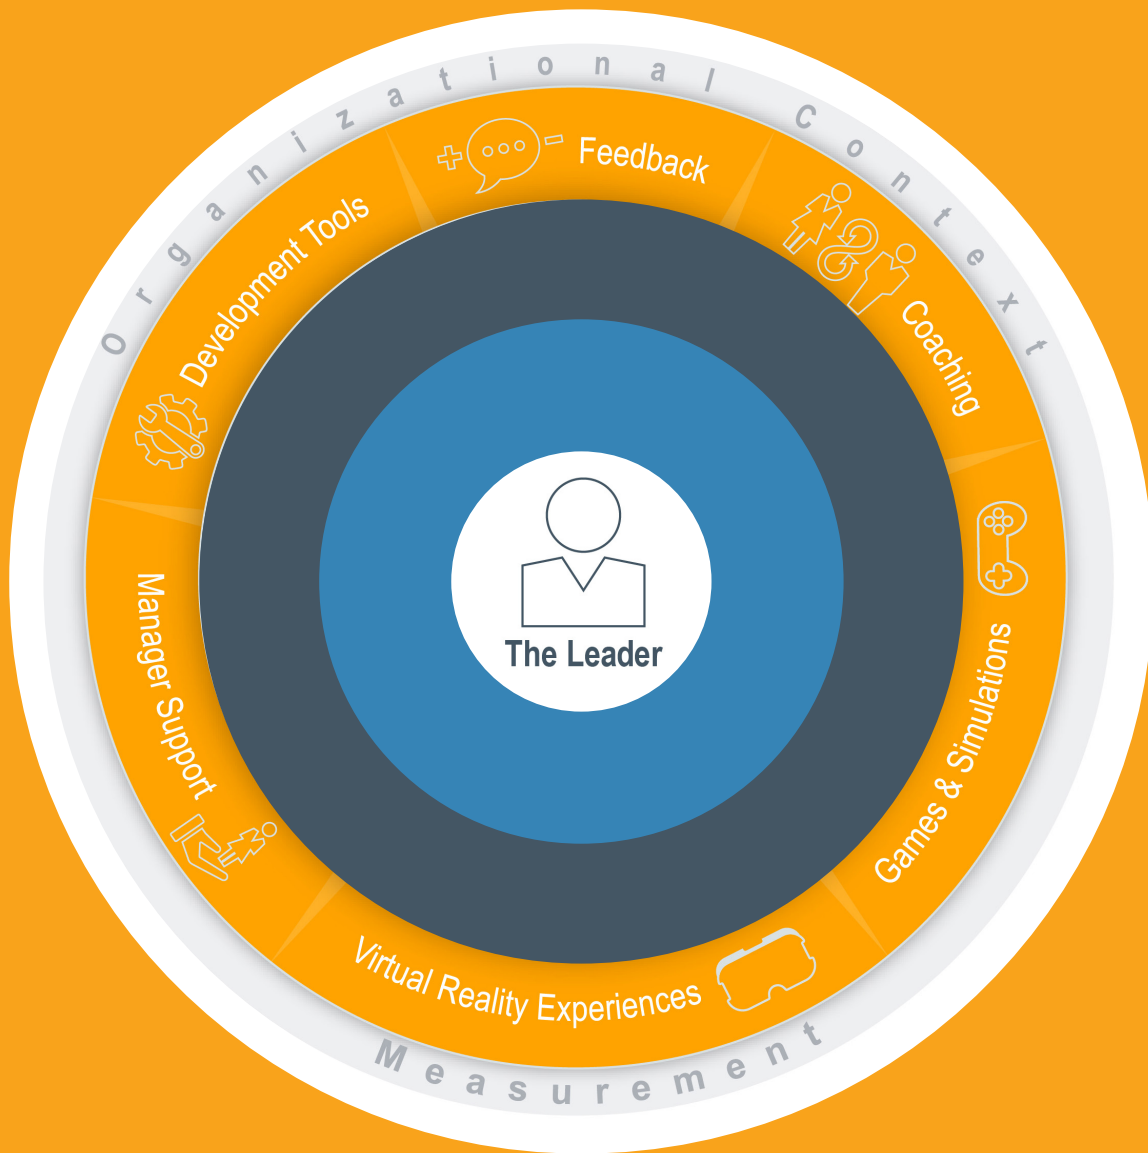 Organizational Context
Feedback
Coaching
Games & Simulations
Virtual Reality Experiences
Manager Support
Development Tools
The Leader
Measurement